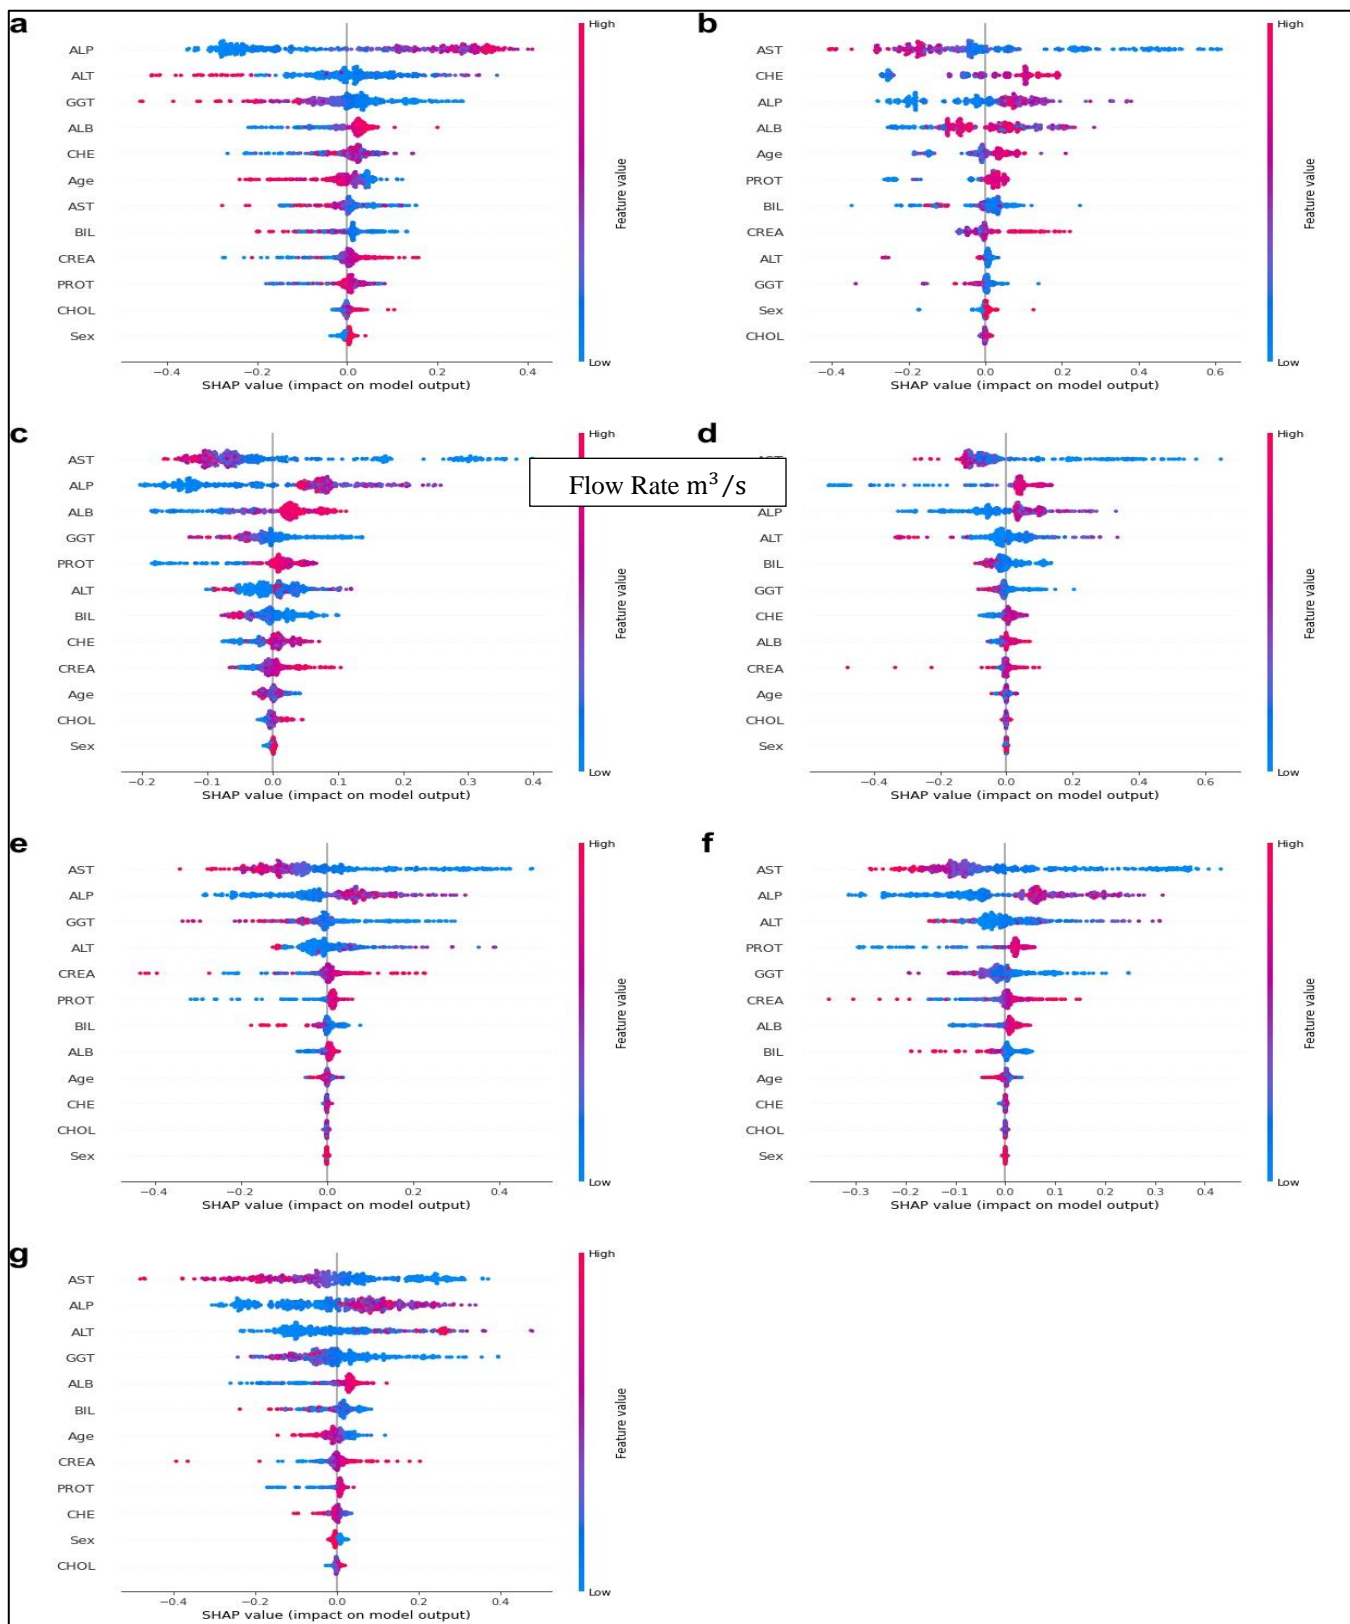 a
High
ALP
ALT
GGT
ALB
CHE
Age
AST
BIL
CREA
PROT
CHOL
Sex
Feature value
Low
−0.4 −0.2 0.0 0.2 0.4
SHAP value (impact on model output)
b
High
AST
CHE
ALP
ALB
Age
PROT
BIL
CREA
ALT
GGT
Sex
CHOL
Feature value
Low
−0.4 −0.2 0.0 0.2 0.4 0.6
SHAP value (impact on model output)
c
High
AST
ALP
ALB
GGT
PROT
ALT
BIL
CHE
CREA
Age
CHOL
Sex
Feature value
Low
−0.2 −0.1 0.0 0.1 0.2 0.3 0.4
SHAP value (impact on model output)
Flow Rate m³/s
d
High
ALP
ALT
BIL
GGT
CHE
ALB
CREA
Age
CHOL
Sex
Feature value
Low
−0.4 −0.2 0.0 0.2 0.4 0.6
SHAP value (impact on model output)
e
High
AST
ALP
GGT
ALT
CREA
PROT
BIL
ALB
Age
CHE
CHOL
Sex
Feature value
Low
−0.4 −0.2 0.0 0.2 0.4
SHAP value (impact on model output)
f
High
AST
ALP
ALT
PROT
GGT
CREA
ALB
BIL
Age
CHE
CHOL
Sex
Feature value
Low
−0.3 −0.2 −0.1 0.0 0.1 0.2 0.3 0.4
SHAP value (impact on model output)
g
High
AST
ALP
ALT
GGT
ALB
BIL
Age
CREA
PROT
CHE
Sex
CHOL
Feature value
Low
−0.4 −0.2 0.0 0.2 0.4
SHAP value (impact on model output)